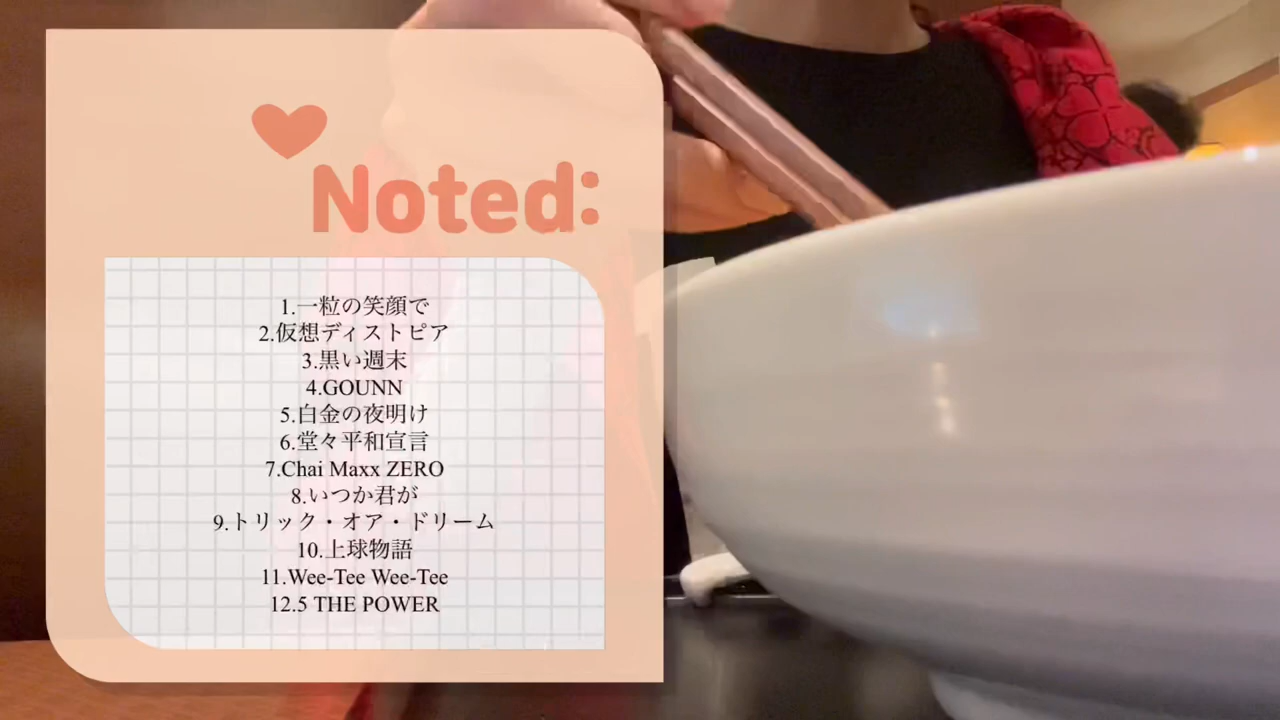 Noted:
1.一粒の笑顔で
2.仮想ディストピア
3.黒い週末
4.GOUNN
5.白金の夜明け
6.堂々平和宣言
7.Chai Maxx ZERO
8.いつか君が
9.トリック・オア・ドリーム
10.上球物語
11.Wee-Tee Wee-Tee
12.5 THE POWER